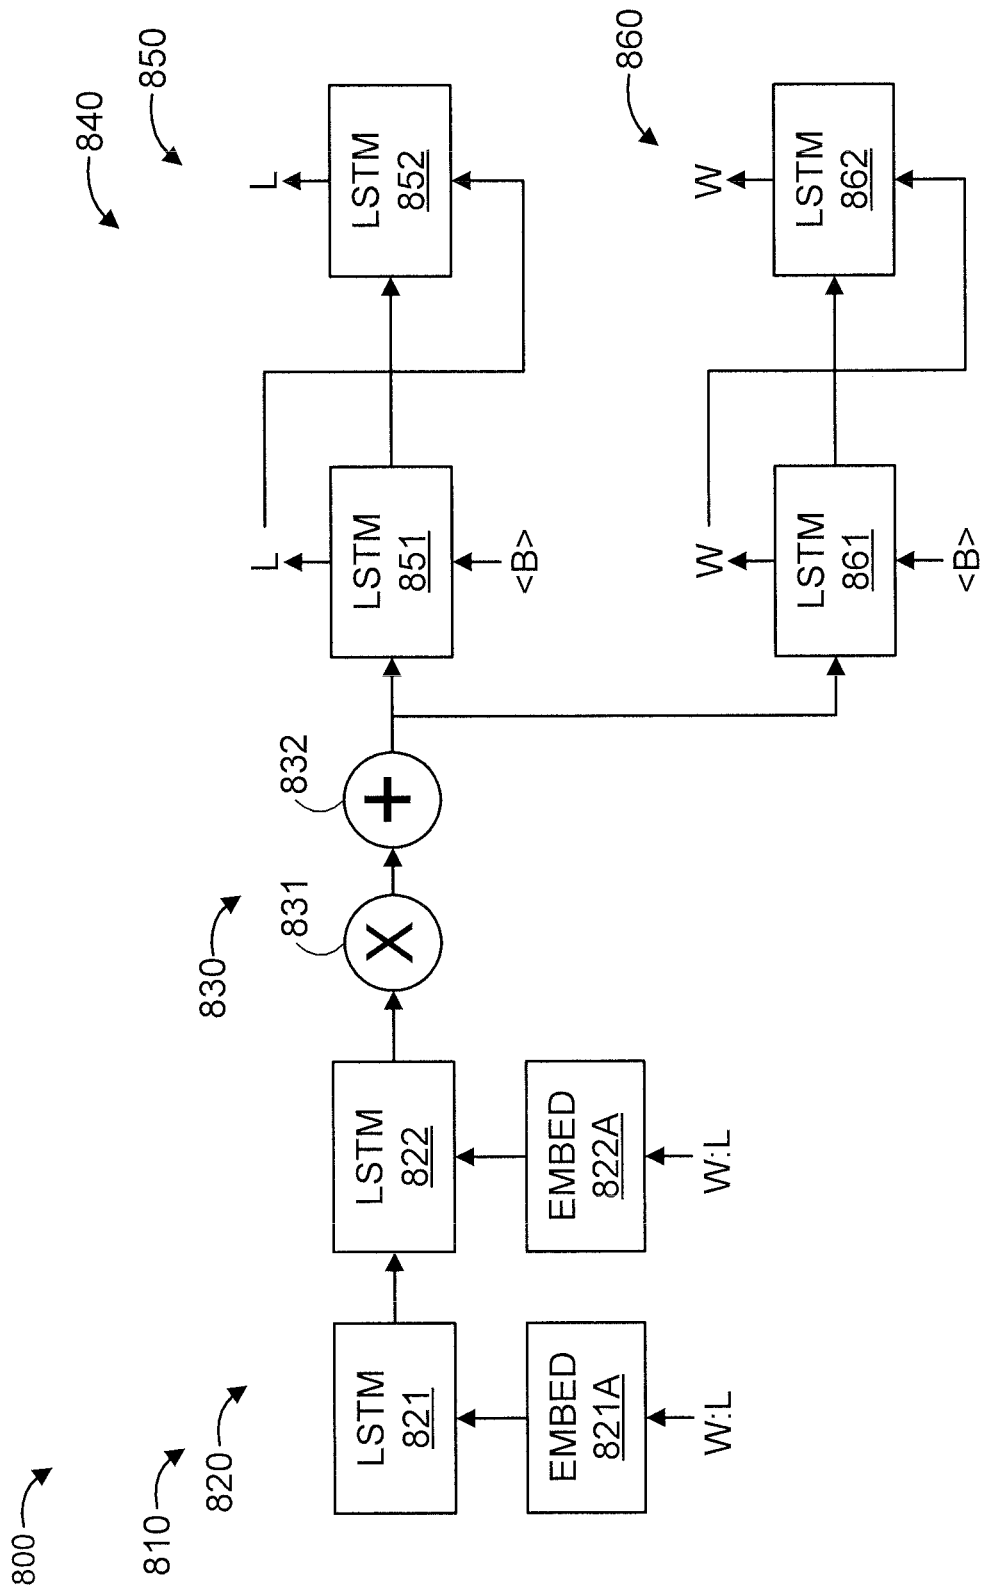 800
810
820
830
840
850
860
LSTM
821
EMBED
821A
W:L
LSTM
822
EMBED
822A
W:L
831
X
832
+
L
LSTM
851
<B>
L
LSTM
852
W
LSTM
861
<B>
W
LSTM
862